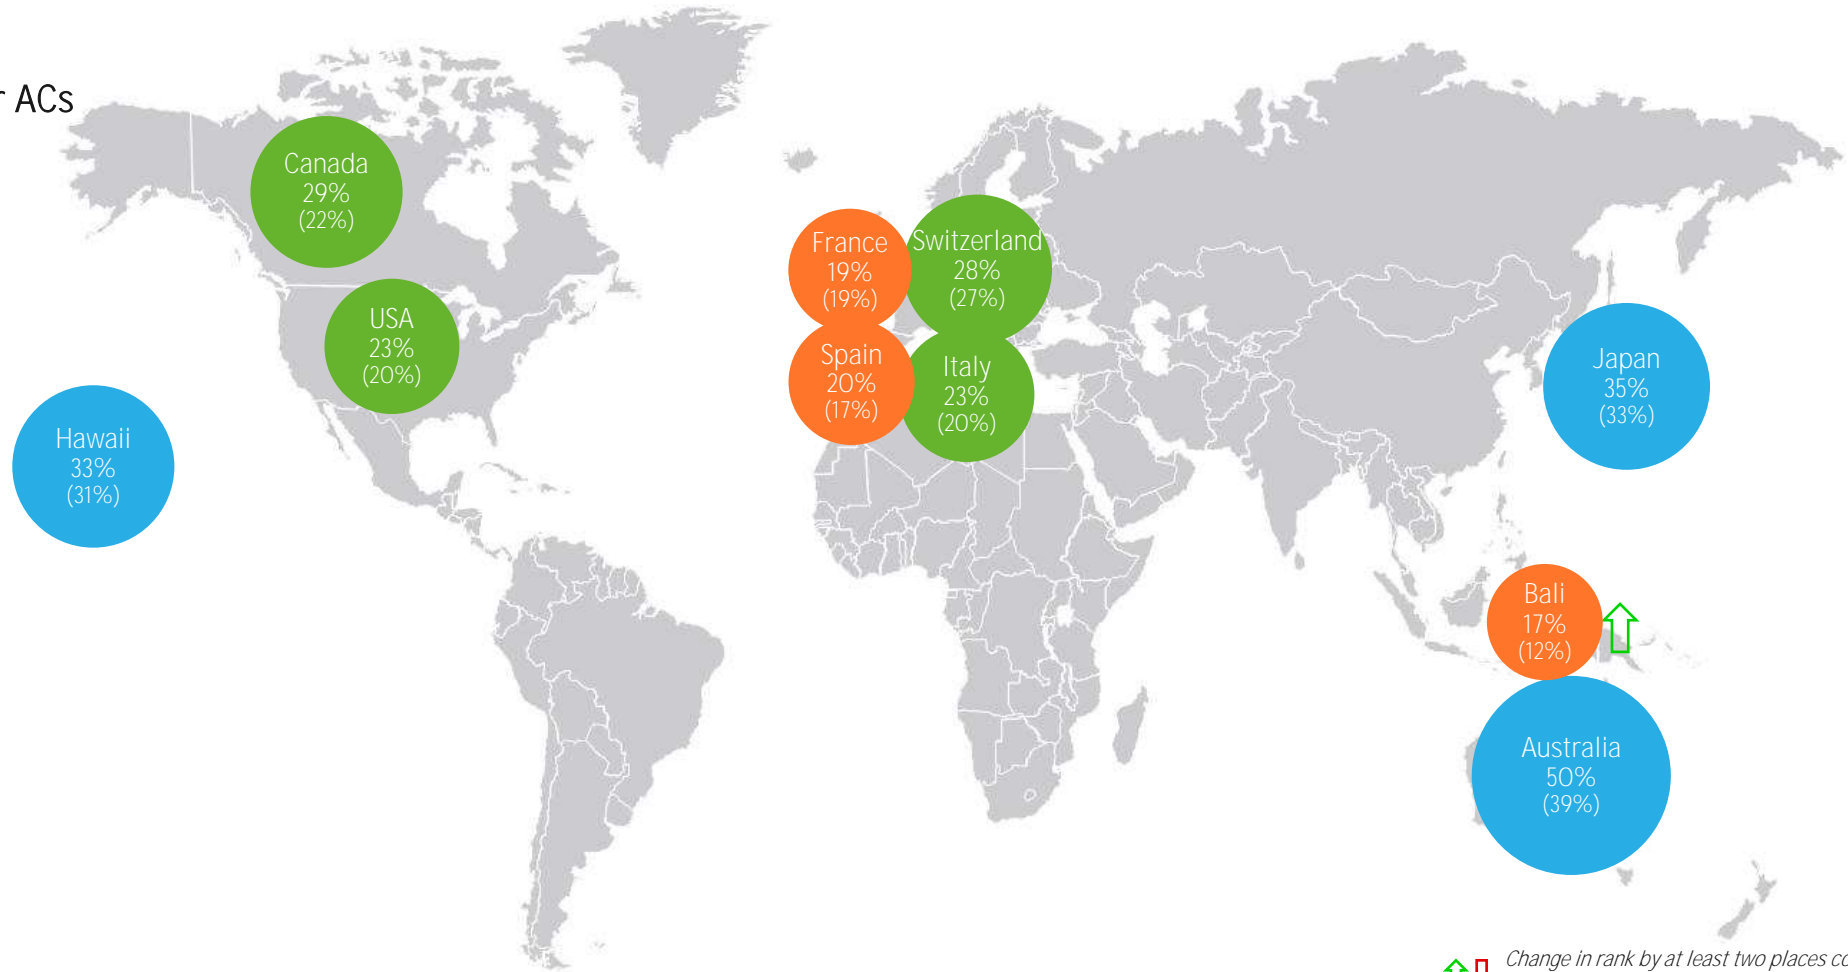 ACs
Canada
29%
(22%)
France
19%
(19%)
Switzerland
28%
(27%)
USA
23%
(20%)
Spain
20%
(17%)
Italy
23%
(20%)
Japan
35%
(33%)
Hawaii
33%
(31%)
Bali
17%
(12%)
Australia
50%
(39%)
Change in rank by at least two places